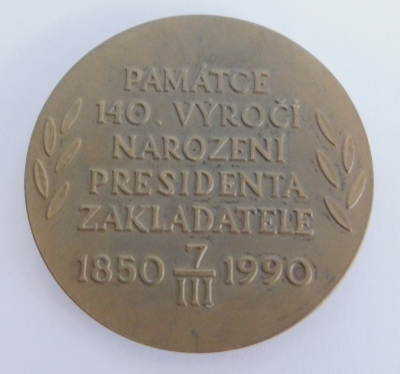 PAMÁTCE
140. VÝROČÍ
NAROZENÍ
PRESIDENTA
ZAKLADATELE
1850 7/III 1990